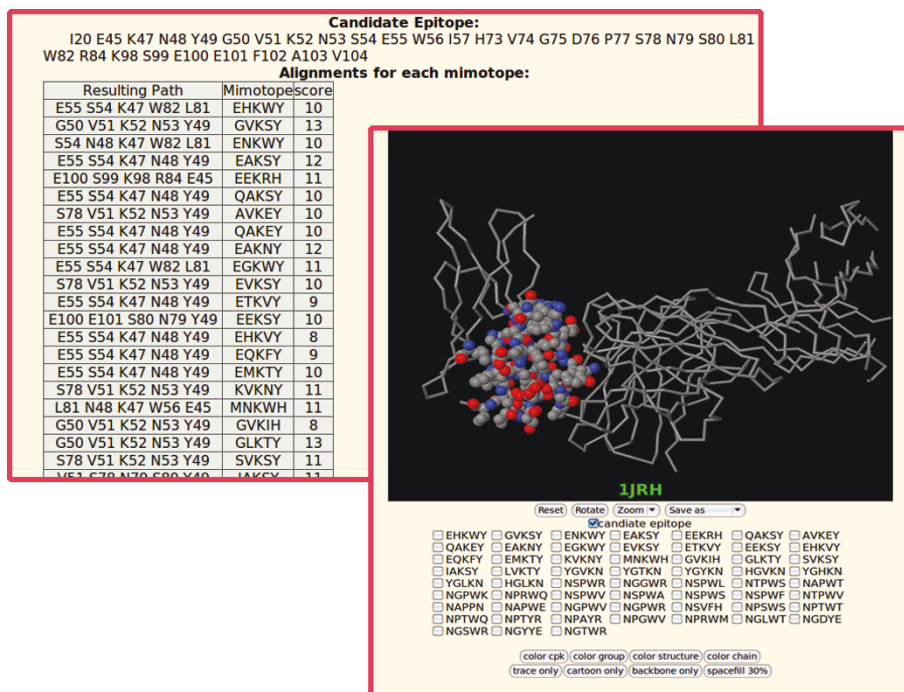 Candidate Epitope:
I20 E45 K47 N48 Y49 G50 V51 K52 N53 S54 E55 W56 I57 H73 V74 G75 D76 P77 S78 N79 S80 L81
W82 R84 K98 S99 E100 E101 F102 A103 V104
Alignments for each mimotope:
Resulting Path Mimotope score
E55 S54 K47 W82 L81 EHKWY 10
G50 V51 K52 N53 Y49 GVKSY 13
S54 N48 K47 W82 L81 ENKWY 10
E55 S54 K47 N48 Y49 EAKSY 12
E100 S99 K98 R84 E45 EEKRH 11
E55 S54 K47 N48 Y49 QAKSY 10
S78 V51 K52 N53 Y49 AVKEY 10
E55 S54 K47 N48 Y49 QAKEY 10
E55 S54 K47 N48 Y49 EAKNY 12
E55 S54 K47 W82 L81 EGKWY 11
S78 V51 K52 N53 Y49 EVKSY 10
E55 S54 K47 N48 Y49 ETKVY 9
E100 E101 S80 N79 Y49 EEKSY 10
E55 S54 K47 N48 Y49 EHKVY 8
E55 S54 K47 N48 Y49 EQKFY 9
E55 S54 K47 N48 Y49 EMKTY 10
S78 V51 K52 N53 Y49 KVKNY 11
L81 N48 K47 W56 E45 MNKWH 11
G50 V51 K52 N53 Y49 GVKIH 8
G50 V51 K52 N53 Y49 GLKTY 13
S78 V51 K52 N53 Y49 SVKSY 11
V51 S78 N79 S80 Y49 IAKSY 11
1JRH
Reset Rotate Zoom Save as
candiate epitope
EHKWY GVKSY ENKWY EAKSY EEKRH QAKSY AVKEY
QAKEY EAKNY EGKWY EVKSY ETKVY EEKSY EHKVY
EQKFY EMKTY KVKNY MNKWH GVKIH GLKTY SVKSY
IAKSY LVKTY YGVKN YGTKN YGYKN HGVKN YGHKN
YGLKN HGLKN NSPWR NGGWR NSPWL NTPWS NAPWT
NGPWK NPRWQ NSPWV NSPWA NSPWS NSPWF NTPWV
NAPPN NAPWE NGPWV NGPWR NSVFH NPSWS NPTWT
NPTWQ NPTYR NPAYR NPGWV NPRWM NGLWT NGDYE
NGSWR NGYYE NGTWR
color cpk color group color structure color chain
trace only cartoon only backbone only spacefill 30%